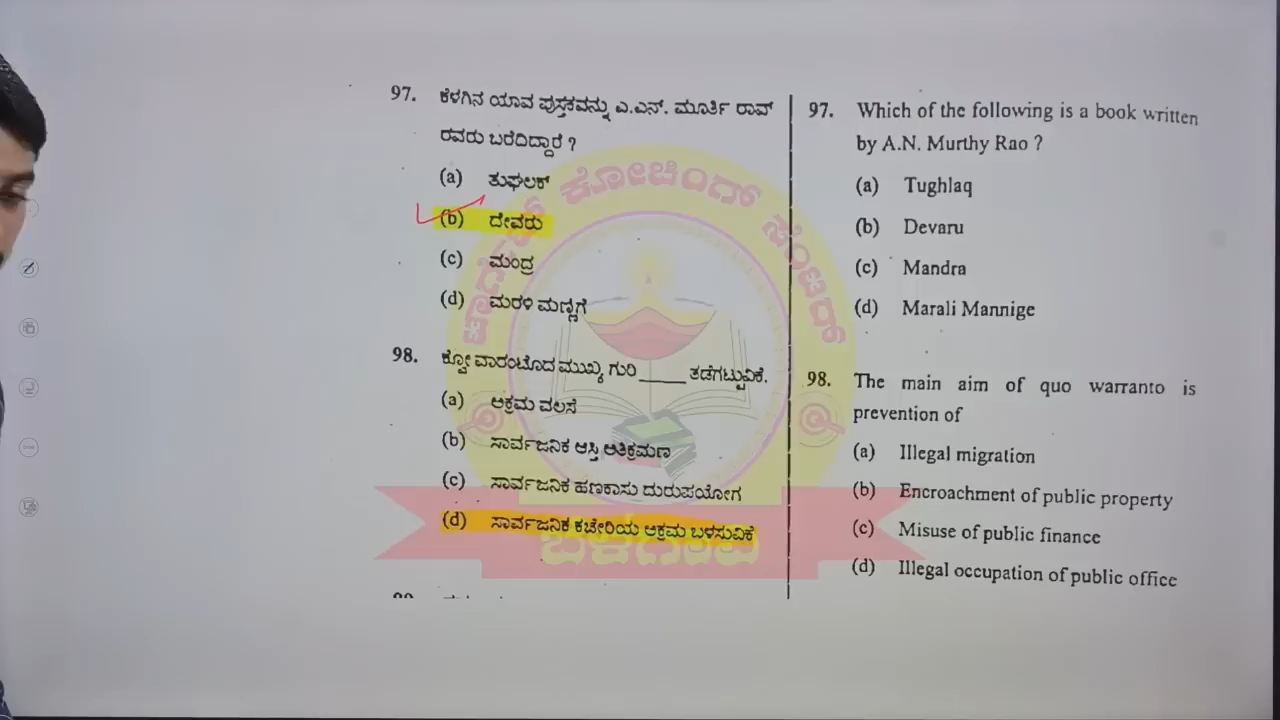 97. ಕೆಳಗಿನ ಯಾವ ಪುಸ್ತಕವನ್ನು ಎ.ಎನ್. ಮೂರ್ತಿ ರಾವ್
ರವರು ಬರೆದಿದ್ದಾರೆ ?
(a) ತುಘಲಕ್
(b) ದೇವರು
(c) ಮಂದ್ರ
(d) ಮರಳಿ ಮಣ್ಣಿಗೆ
98. ಕ್ವೋ ವಾರಂಟೊದ ಮುಖ್ಯ ಗುರಿ _____ ತಡೆಗಟ್ಟುವಿಕೆ.
(a) ಅಕ್ರಮ ವಲಸೆ
(b) ಸಾರ್ವಜನಿಕ ಆಸ್ತಿ ಅತಿಕ್ರಮಣ
(c) ಸಾರ್ವಜನಿಕ ಹಣಕಾಸು ದುರುಪಯೋಗ
(d) ಸಾರ್ವಜನಿಕ ಕಚೇರಿಯ ಅಕ್ರಮ ಬಳಸುವಿಕೆ
97. Which of the following is a book written
by A.N. Murthy Rao ?
(a) Tughlaq
(b) Devaru
(c) Mandra
(d) Marali Mannige
98. The main aim of quo warranto is
prevention of
(a) Illegal migration
(b) Encroachment of public property
(c) Misuse of public finance
(d) Illegal occupation of public office
ಕೋಚಿಂಗ್ ಸೆಂಟರ್